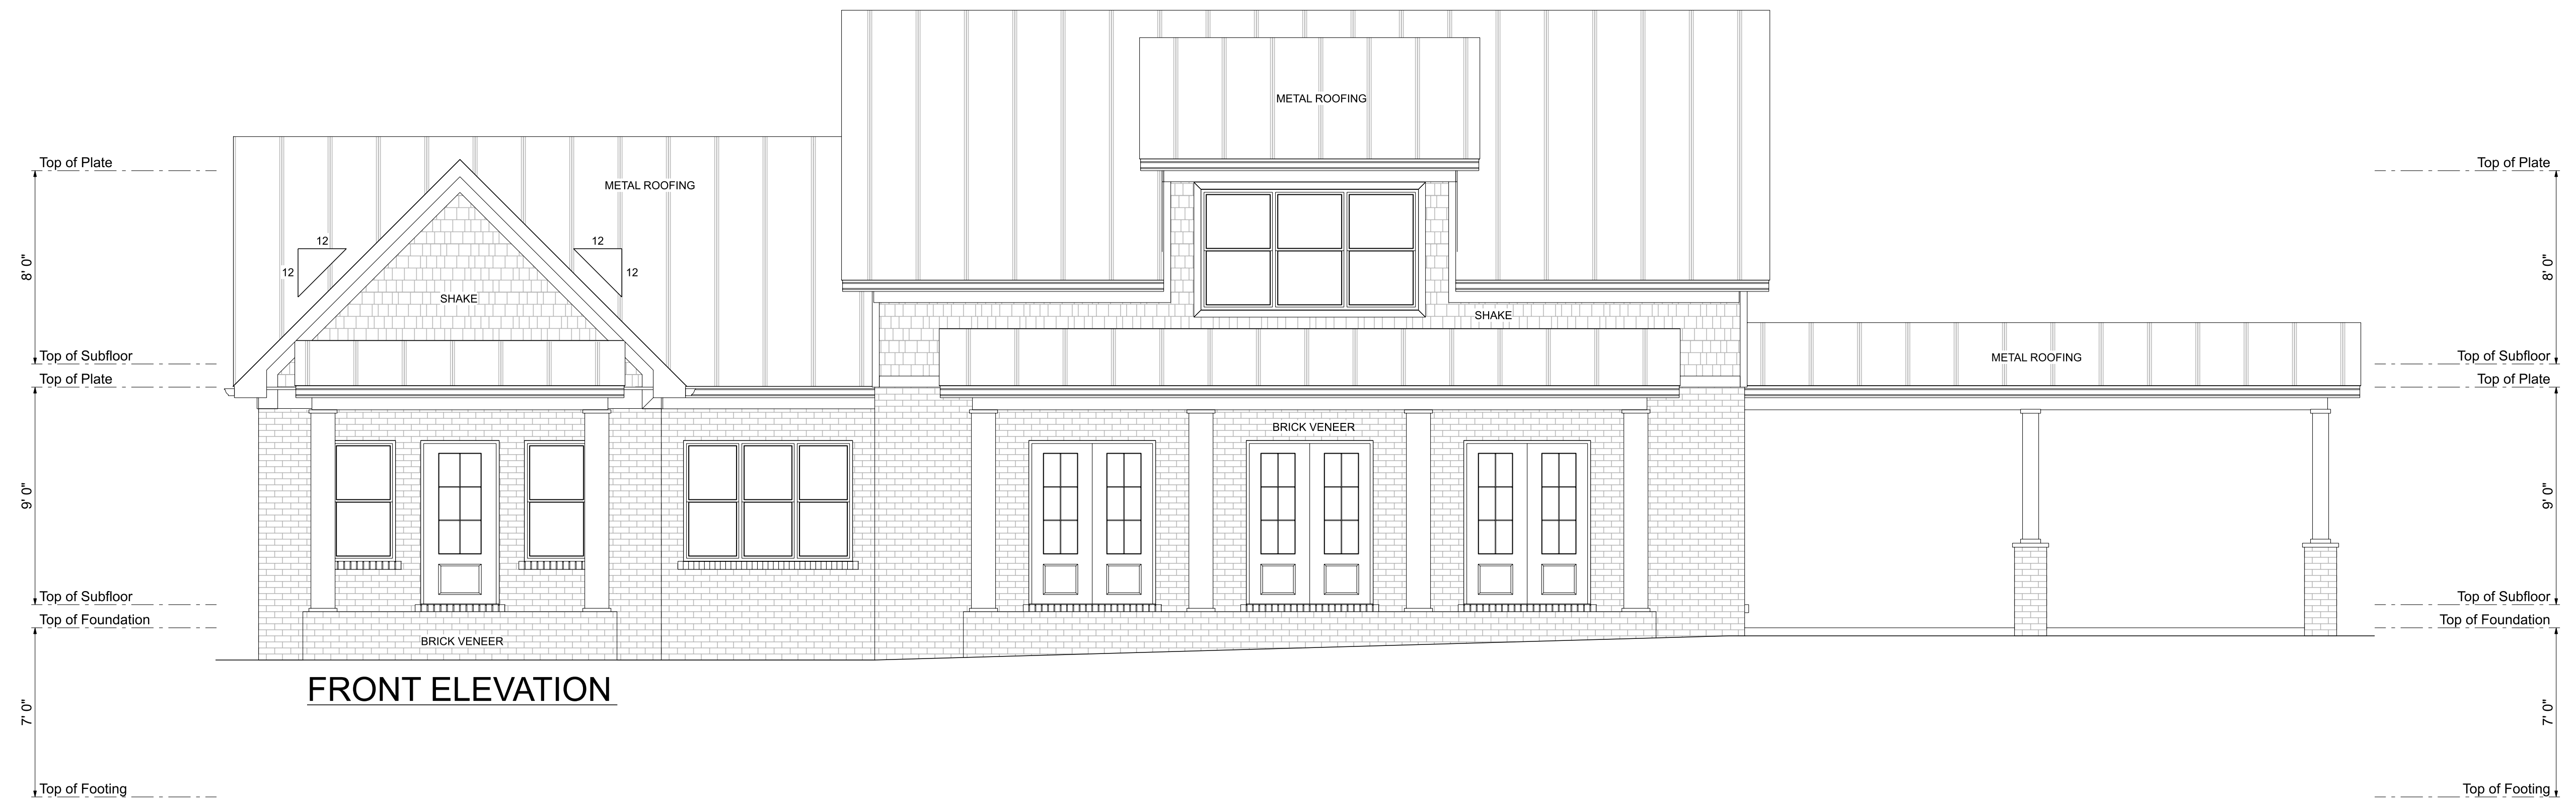 METAL ROOFING
Top of Plate
Top of Plate
METAL ROOFING
12
12
12
12
8' 0"
8' 0"
SHAKE
SHAKE
Top of Subfloor
METAL ROOFING
Top of Subfloor
Top of Plate
Top of Plate
BRICK VENEER
9' 0"
9' 0"
Top of Subfloor
Top of Subfloor
Top of Foundation
Top of Foundation
BRICK VENEER
FRONT ELEVATION
7' 0"
7' 0"
Top of Footing
Top of Footing